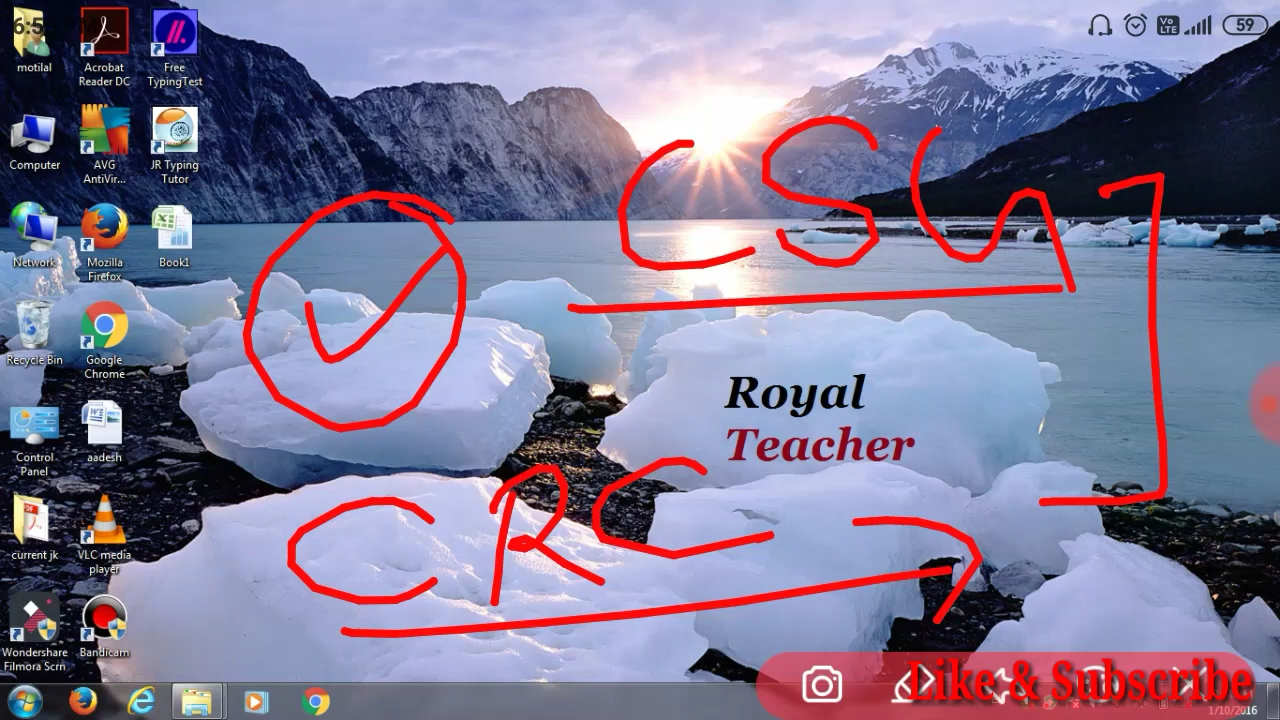 6:5
Vo LTE
59
motilal
Acrobat Reader DC
Free TypingTest
Computer
AVG AntiVir...
JR Typing Tutor
Network
Mozilla Firefox
Book1
Recycle Bin
Google Chrome
Control Panel
aadesh
current jk
VLC media player
Wondershare Filmora Scrn
Bandicam
Royal
Teacher
CRC
Like & Subscribe
1/10/2016